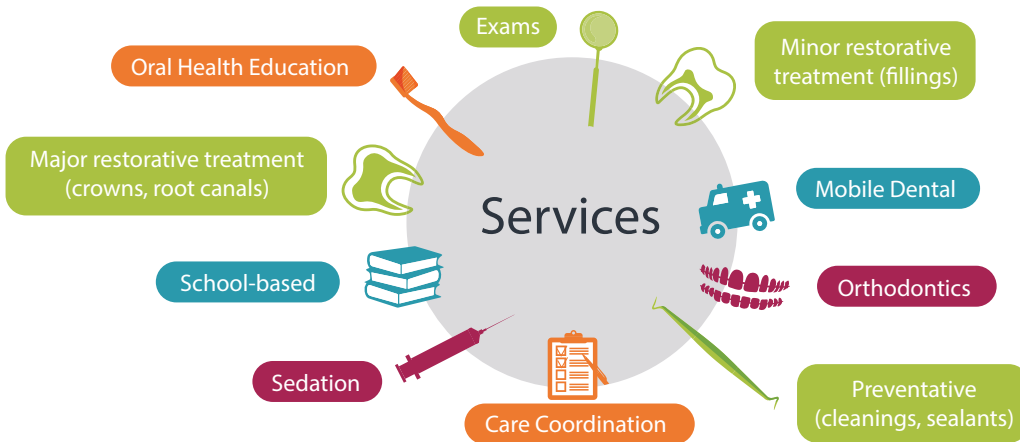 Exams
Minor restorative
treatment (fillings)
Oral Health Education
Major restorative treatment
(crowns, root canals)
Mobile Dental
Services
School-based
Orthodontics
Sedation
Preventative
(cleanings, sealants)
Care Coordination